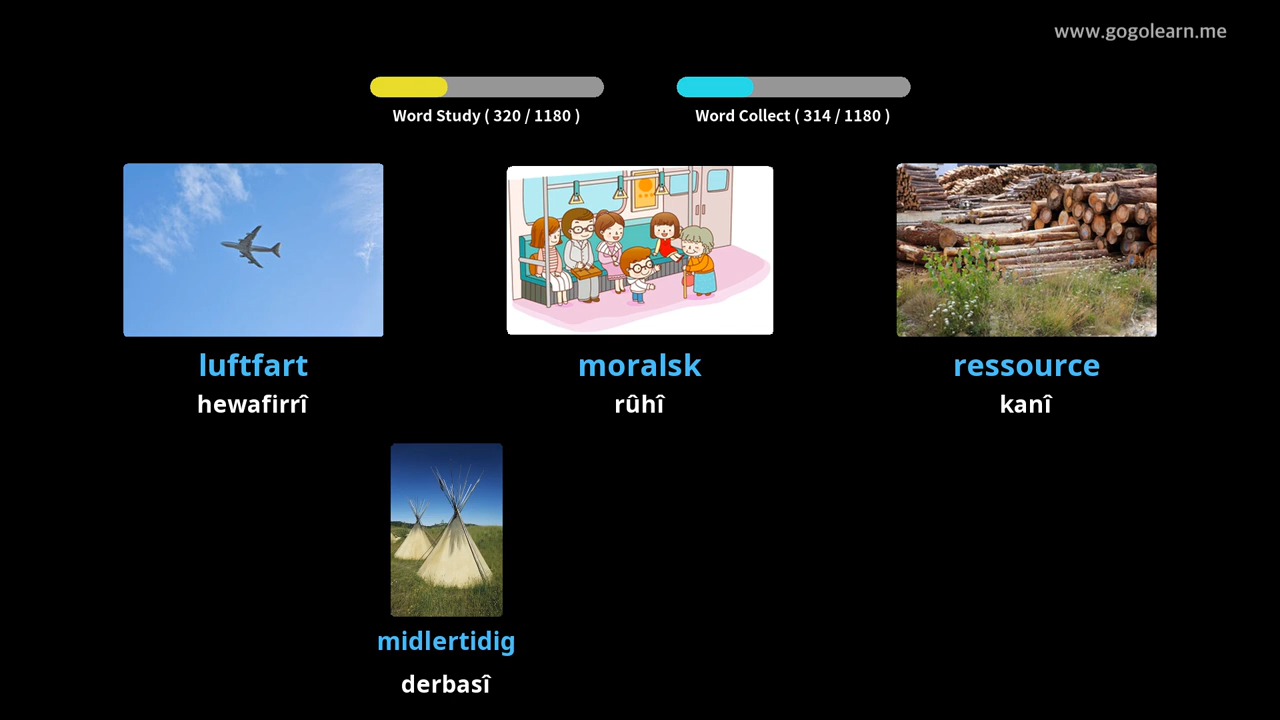 www.gogolearn.me
Word Study ( 320 / 1180 )
Word Collect ( 314 / 1180 )
luftfart
hewafirrî
moralsk
rûhî
ressource
kanî
midlertidig
derbasî